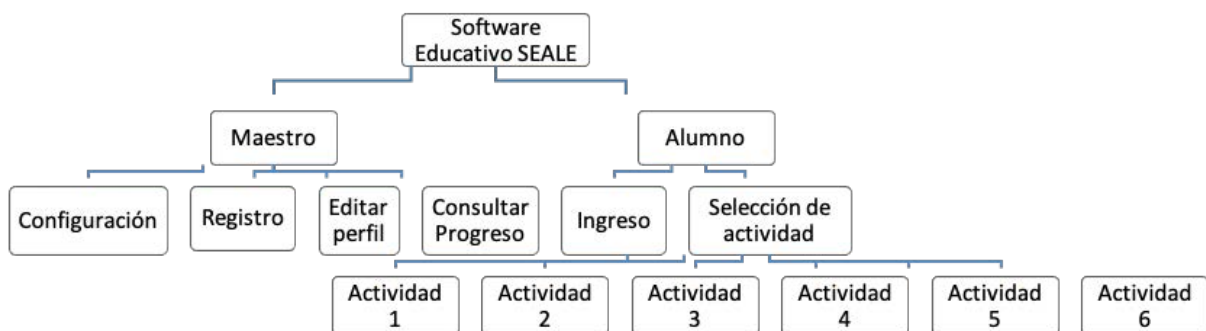 Software
Educativo SEALE
Maestro
Alumno
Configuración
Registro
Editar
perfil
Consultar
Progreso
Ingreso
Selección de
actividad
Actividad
1
Actividad
2
Actividad
3
Actividad
4
Actividad
5
Actividad
6